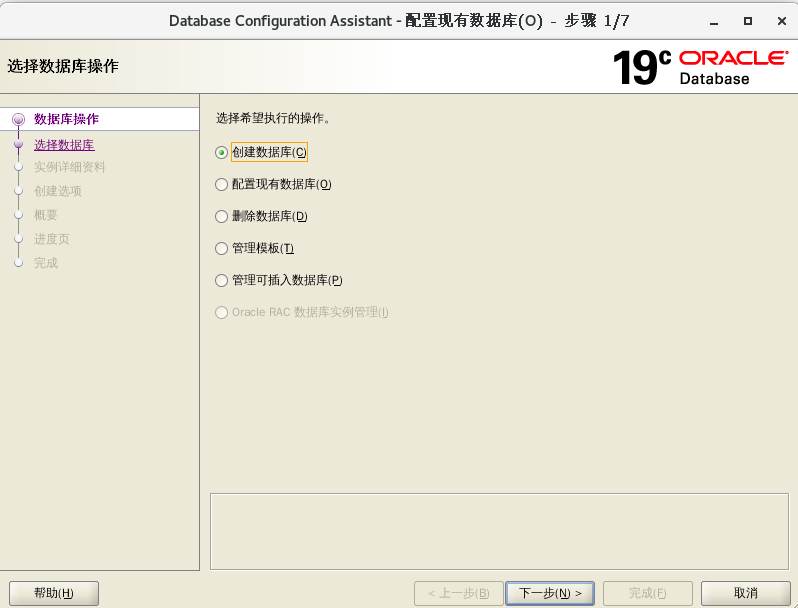 Database Configuration Assistant - 配置现有数据库(O) - 步骤 1/7
选择数据库操作
19c ORACLE Database
数据库操作
选择数据库
实例详细资料
创建选项
概要
进度页
完成
选择希望执行的操作。
创建数据库(C)
配置现有数据库(O)
删除数据库(D)
管理模板(T)
管理可插入数据库(P)
Oracle RAC 数据库实例管理(I)
帮助(H)
< 上一步(B)
下一步(N) >
完成(F)
取消